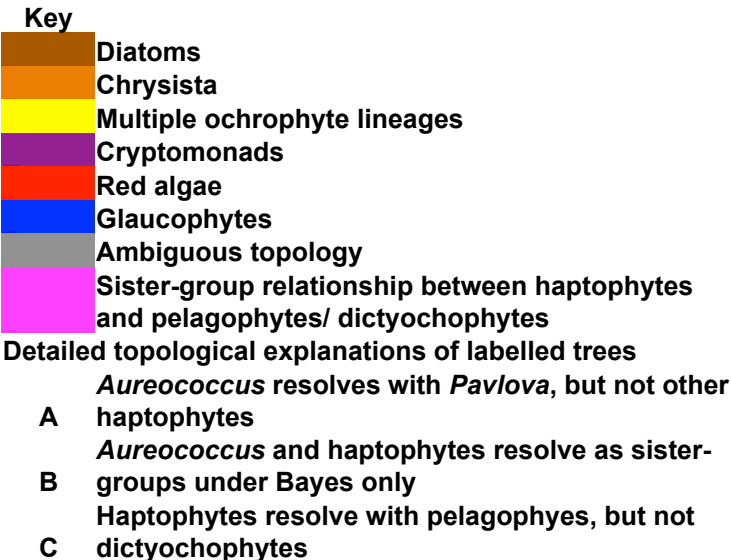 Key
Diatoms
Chrysista
Multiple ochrophyte lineages
Cryptomonads
Red algae
Glaucophytes
Ambiguous topology
Sister-group relationship between haptophytes
and pelagophytes/ dictyochophytes
Detailed topological explanations of labelled trees
Aureococcus resolves with Pavlova, but not other
A haptophytes
Aureococcus and haptophytes resolve as sister-
B groups under Bayes only
Haptophytes resolve with pelagophyes, but not
C dictyochophytes